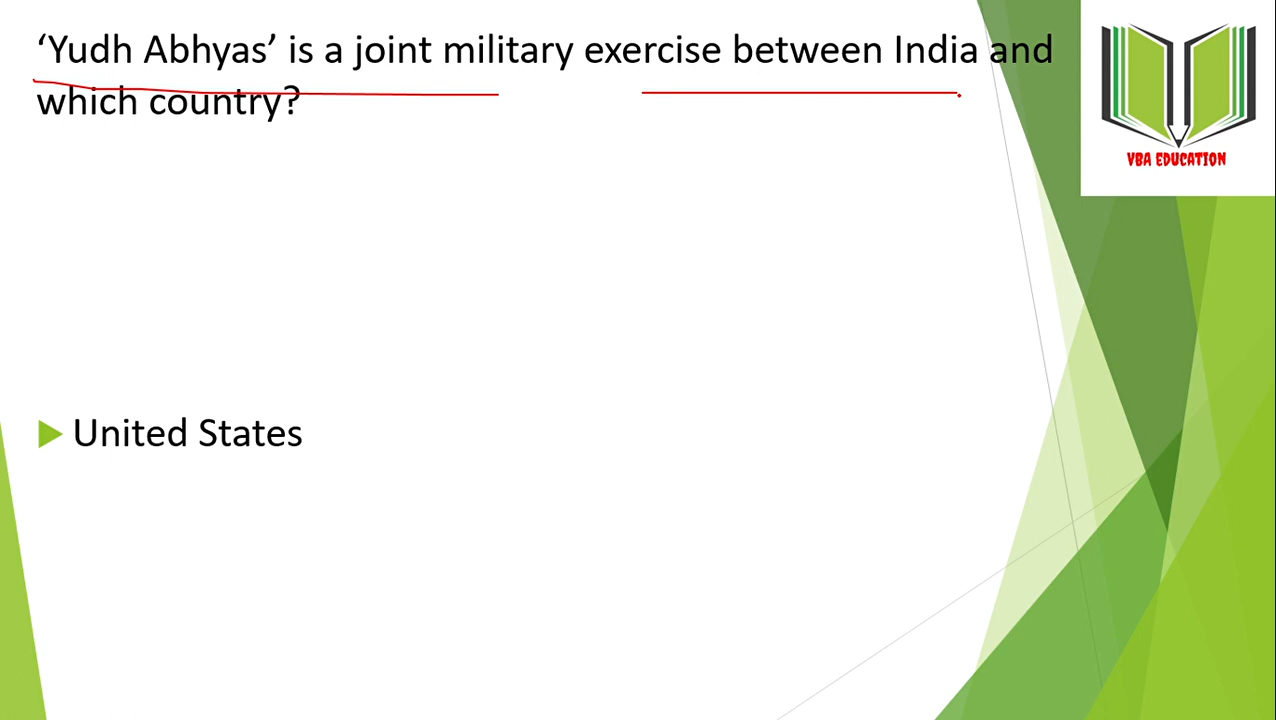 ‘Yudh Abhyas’ is a joint military exercise between India and
which country?
VBA EDUCATION
United States